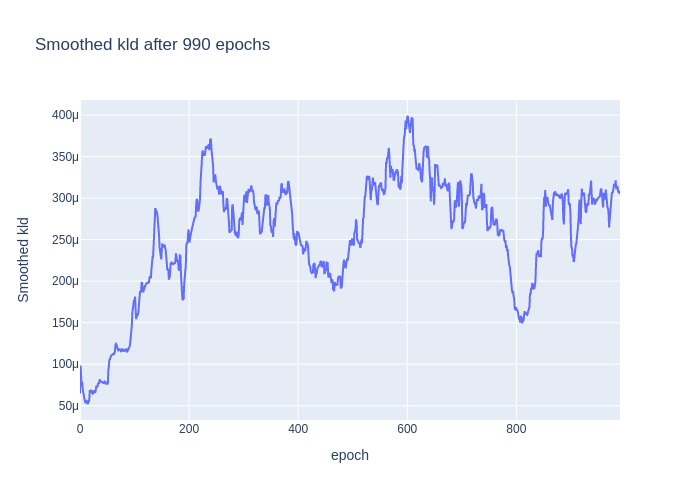 Smoothed kld after 990 epochs
400μ
350μ
300μ
250μ
200μ
150μ
100μ
50μ
Smoothed kld
0 200 400 600 800
epoch